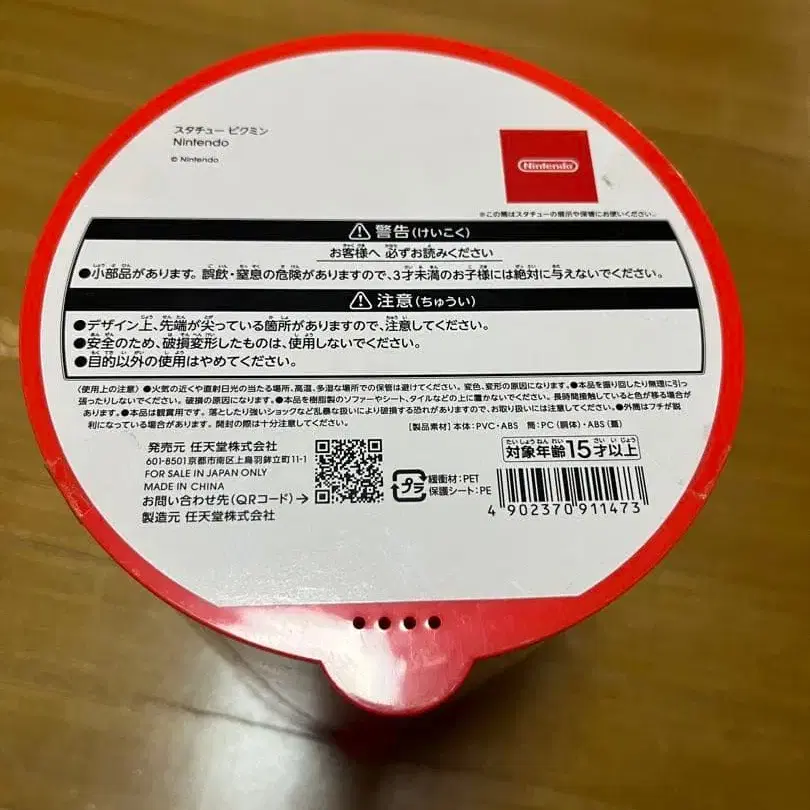 スタチュー ピクミン
Nintendo
© Nintendo
Nintendo
※この筒はスタチューの展示や保管にお使いください。
警告(けいこく)
お客様へ 必ずお読みください
●小部品があります。誤飲・窒息の危険がありますので、3才未満のお子様には絶対に与えないでください。
注意(ちゅうい)
●デザイン上、先端が尖っている箇所がありますので、注意してください。
●安全のため、破損変形したものは、使用しないでください。
●目的以外の使用はやめてください。
〈使用上の注意〉●火気の近くや直射日光の当たる場所、高温、多湿な場所での保管は避けてください。変色、変形の原因になります。●本品を振り回したり無理に引っ
張ったりしないでください。破損の原因になります。●本品を樹脂製のソファーやシート、タイルなどの上に置かないでください。長時間接触していると色が移る場合が
あります。●本品は観賞用です。落としたり強いショックなど乱暴な扱いにより破損する恐れがありますので、お取り扱いには注意してください。●外筒はフチが鋭
利になっている場合があります。開封の際は十分注意してください。
[製品素材] 本体:PVC・ABS 筒:PC(胴体)・ABS(蓋)
発売元 任天堂株式会社
601-8501 京都市南区上鳥羽鉾立町11-1
FOR SALE IN JAPAN ONLY
MADE IN CHINA
お問い合わせ先(QRコード)→
製造元 任天堂株式会社
プラ
緩衝材:PET
保護シート:PE
対象年齢15才以上
4 902370 911473